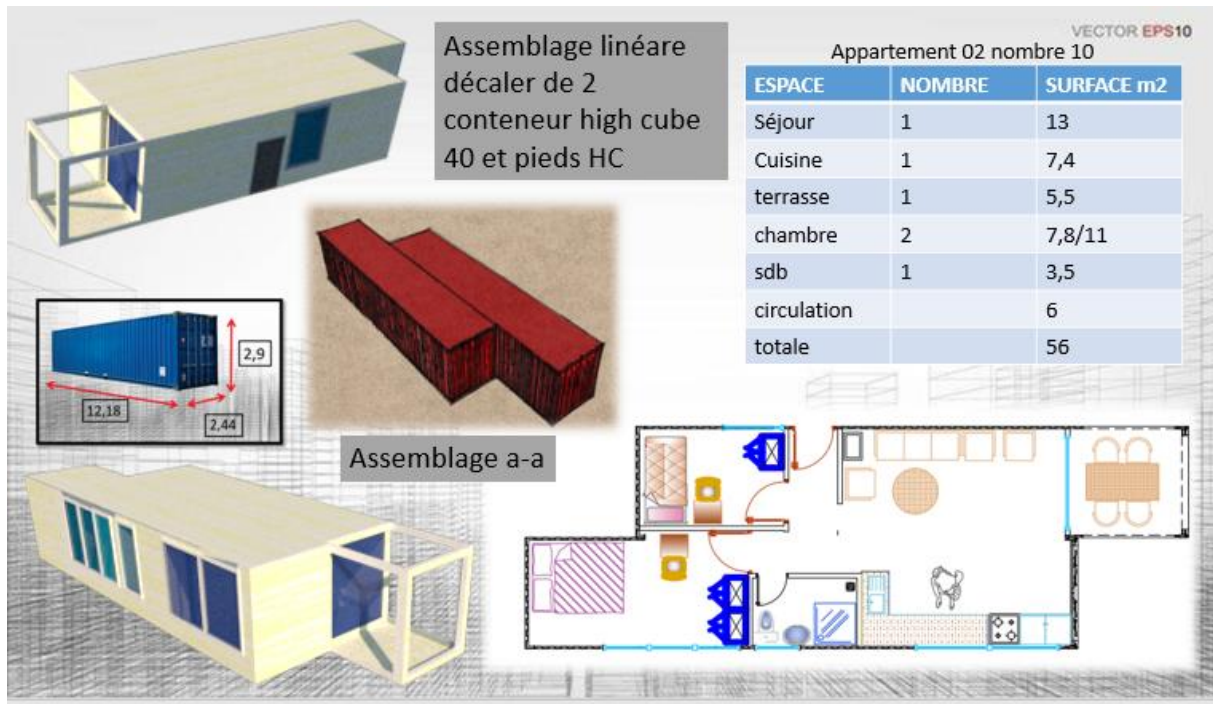 VECTOR EPS10
Assemblage linéare
décaler de 2
conteneur high cube
40 et pieds HC
Appartement 02 nombre 10
ESPACE NOMBRE SURFACE m2
Séjour 1 13
Cuisine 1 7,4
terrasse 1 5,5
chambre 2 7,8/11
sdb 1 3,5
circulation 6
totale 56
2,9
12,18
2,44
Assemblage a-a